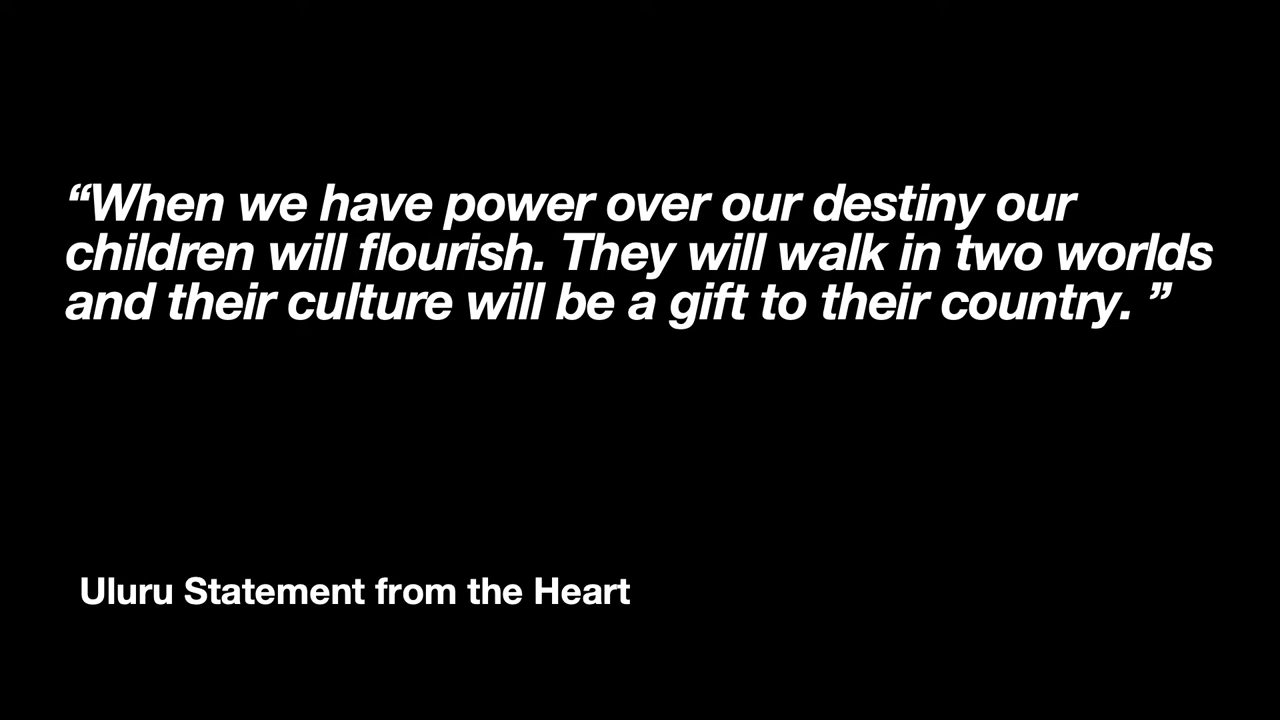 “When we have power over our destiny our
children will flourish. They will walk in two worlds
and their culture will be a gift to their country. ”
Uluru Statement from the Heart